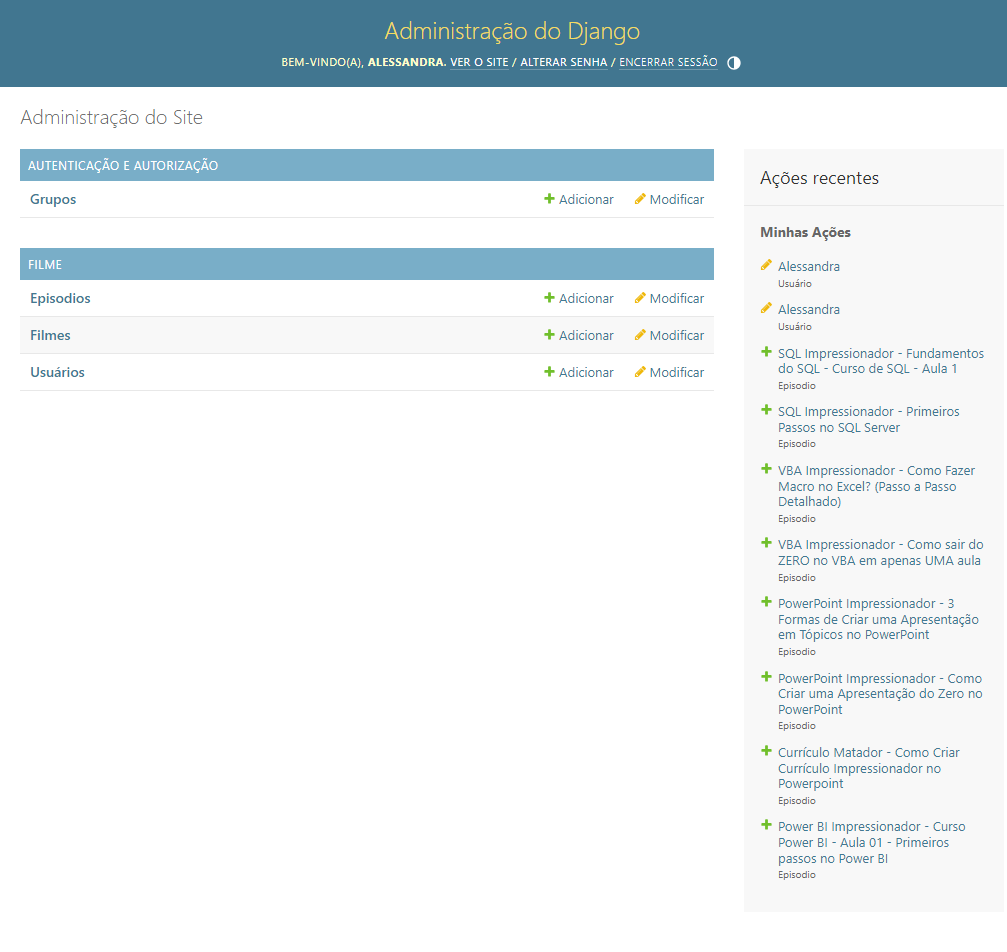 Administração do Django
BEM-VINDO(A), ALESSANDRA. VER O SITE / ALTERAR SENHA / ENCERRAR SESSÃO
Administração do Site
AUTENTICAÇÃO E AUTORIZAÇÃO
Grupos Adicionar Modificar
FILME
Episodios Adicionar Modificar
Filmes Adicionar Modificar
Usuários Adicionar Modificar
Ações recentes
Minhas Ações
Alessandra
Usuário
Alessandra
Usuário
SQL Impressionador - Fundamentos
do SQL - Curso de SQL - Aula 1
Episodio
SQL Impressionador - Primeiros
Passos no SQL Server
Episodio
VBA Impressionador - Como Fazer
Macro no Excel? (Passo a Passo
Detalhado)
Episodio
VBA Impressionador - Como sair do
ZERO no VBA em apenas UMA aula
Episodio
PowerPoint Impressionador - 3
Formas de Criar uma Apresentação
em Tópicos no PowerPoint
Episodio
PowerPoint Impressionador - Como
Criar uma Apresentação do Zero no
PowerPoint
Episodio
Currículo Matador - Como Criar
Currículo Impressionador no
Powerpoint
Episodio
Power BI Impressionador - Curso
Power BI - Aula 01 - Primeiros
passos no Power BI
Episodio